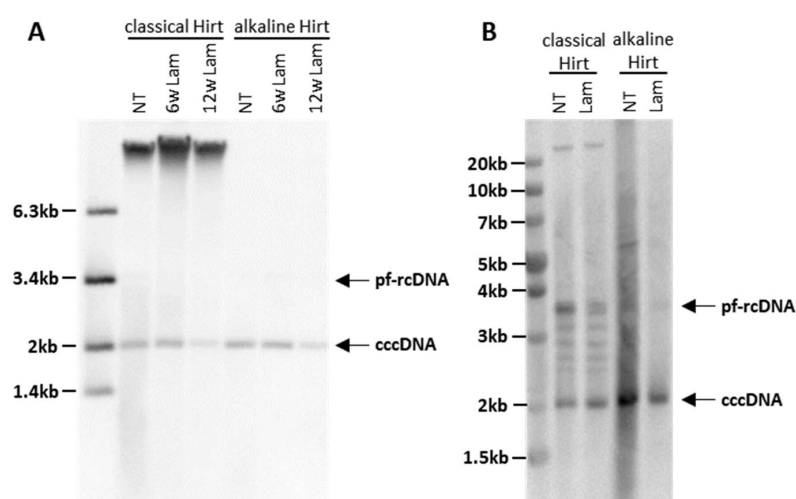 A
classical Hirt alkaline Hirt
NT
6w Lam
12w Lam
NT
6w Lam
12w Lam
6.3kb
3.4kb
2kb
1.4kb
pf-rcDNA
cccDNA
B
classical Hirt
alkaline Hirt
NT
Lam
NT
Lam
20kb
10kb
7kb
5kb
4kb
3kb
2kb
1.5kb
pf-rcDNA
cccDNA